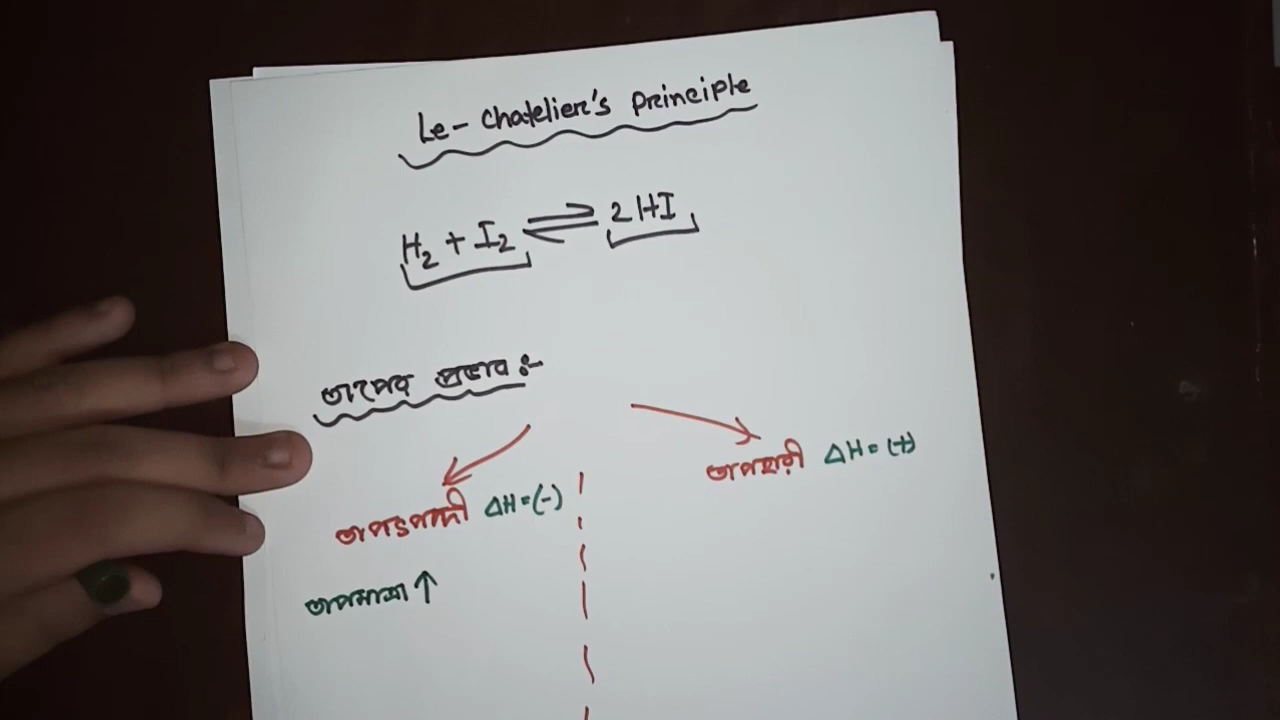 Le-Chatelier's Principle
H₂ + I₂ ⇌ 2HI
তাপের প্রভাব :-
তাপউৎপাদী ΔH=(-)
তাপহারী ΔH=(+)
তাপমাত্রা ↑